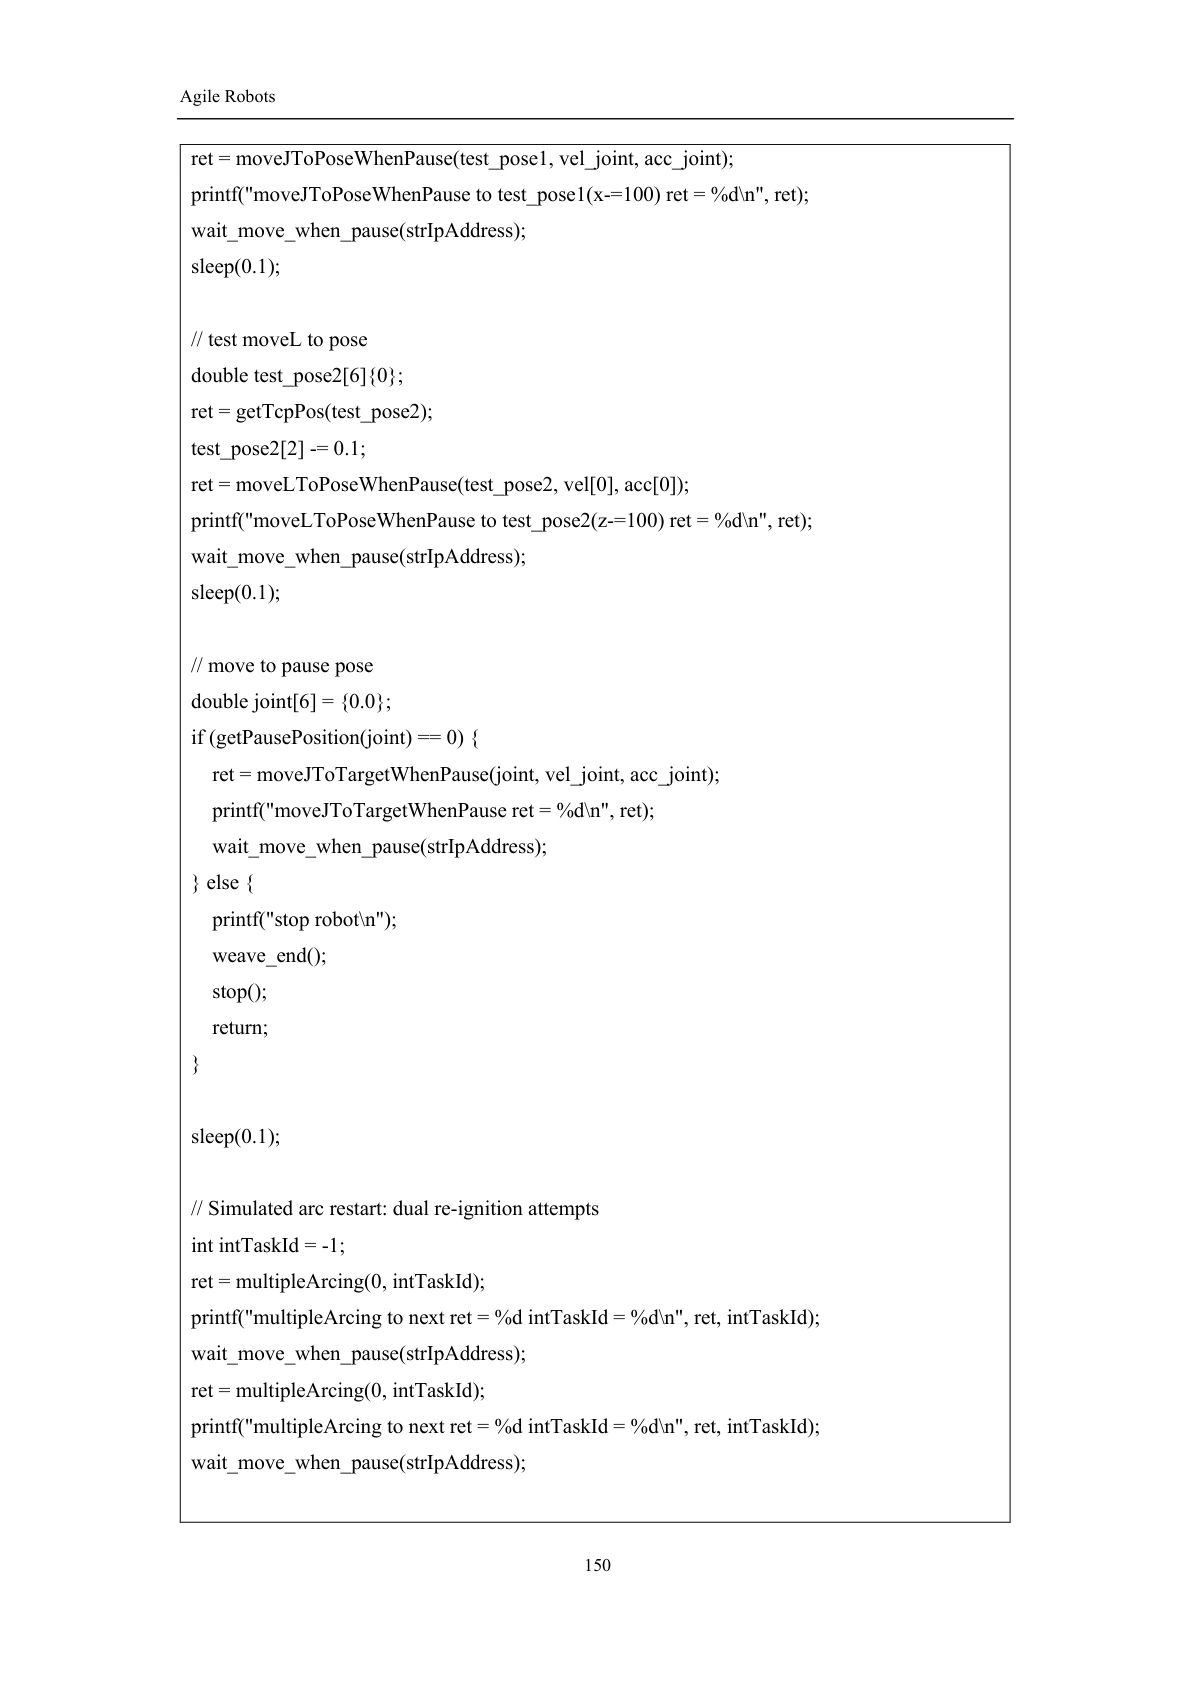 Agile Robots
ret = moveJToPoseWhenPause(test_pose1, vel_joint, acc_joint);
printf("moveJToPoseWhenPause to test_pose1(x-=100) ret = %d\n", ret);
wait_move_when_pause(strIpAddress);
sleep(0.1);
// test moveL to pose
double test_pose2[6]{0};
ret = getTcpPos(test_pose2);
test_pose2[2] -= 0.1;
ret = moveLToPoseWhenPause(test_pose2, vel[0], acc[0]);
printf("moveLToPoseWhenPause to test_pose2(z-=100) ret = %d\n", ret);
wait_move_when_pause(strIpAddress);
sleep(0.1);
// move to pause pose
double joint[6] = {0.0};
if (getPausePosition(joint) == 0) {
ret = moveJToTargetWhenPause(joint, vel_joint, acc_joint);
printf("moveJToTargetWhenPause ret = %d\n", ret);
wait_move_when_pause(strIpAddress);
} else {
printf("stop robot\n");
weave_end();
stop();
return;
}
sleep(0.1);
// Simulated arc restart: dual re-ignition attempts
int intTaskId = -1;
ret = multipleArcing(0, intTaskId);
printf("multipleArcing to next ret = %d intTaskId = %d\n", ret, intTaskId);
wait_move_when_pause(strIpAddress);
ret = multipleArcing(0, intTaskId);
printf("multipleArcing to next ret = %d intTaskId = %d\n", ret, intTaskId);
wait_move_when_pause(strIpAddress);
150